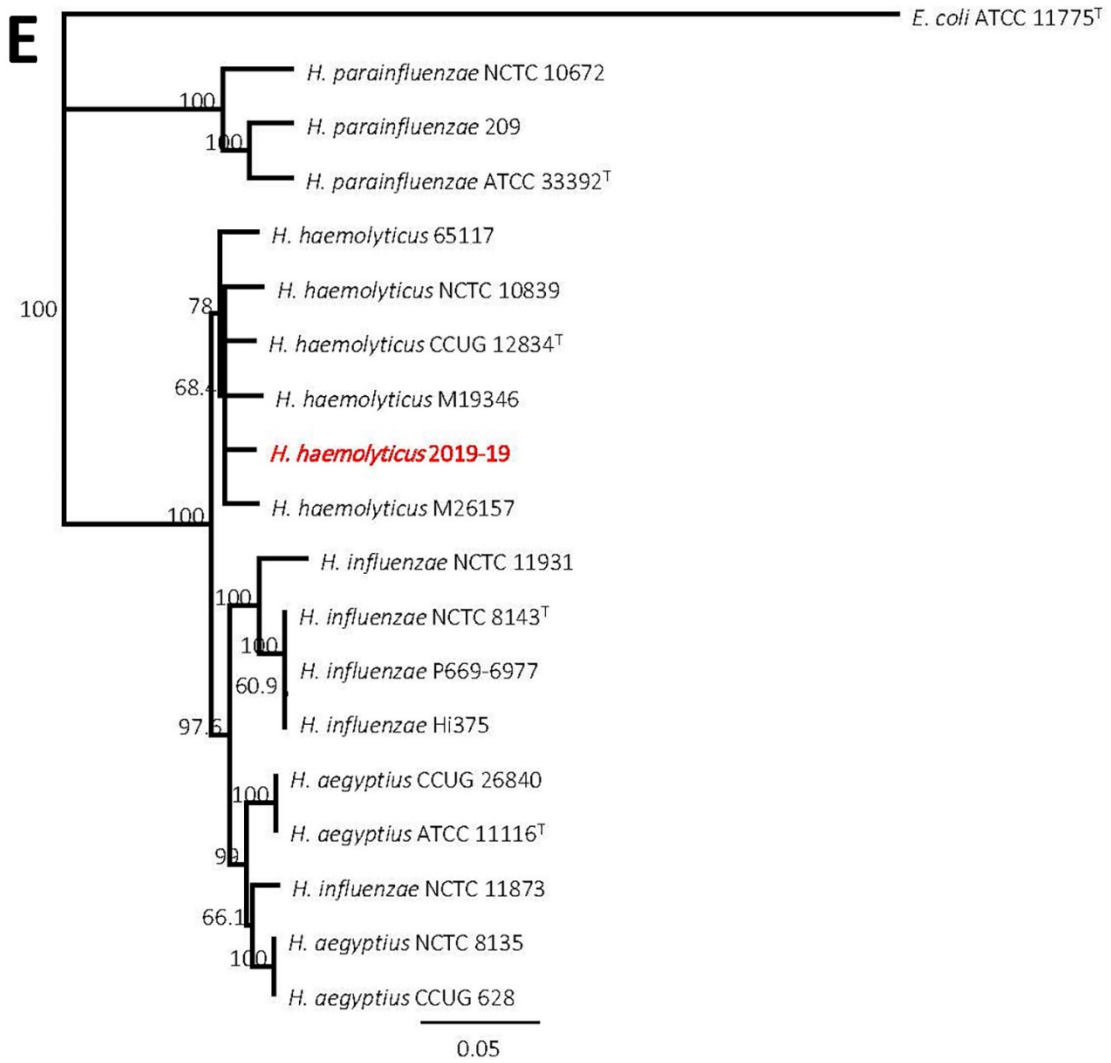 E
E. coli ATCC 11775ᵀ
H. parainfluenzae NCTC 10672
100
H. parainfluenzae 209
100
H. parainfluenzae ATCC 33392ᵀ
H. haemolyticus 65117
H. haemolyticus NCTC 10839
78
100
H. haemolyticus CCUG 12834ᵀ
68.4
H. haemolyticus M19346
H. haemolyticus 2019-19
H. haemolyticus M26157
100
H. influenzae NCTC 11931
100
H. influenzae NCTC 8143ᵀ
100
H. influenzae P669-6977
60.9
H. influenzae Hi375
97.6
H. aegyptius CCUG 26840
100
H. aegyptius ATCC 11116ᵀ
99
H. influenzae NCTC 11873
66.1
H. aegyptius NCTC 8135
100
H. aegyptius CCUG 628
0.05